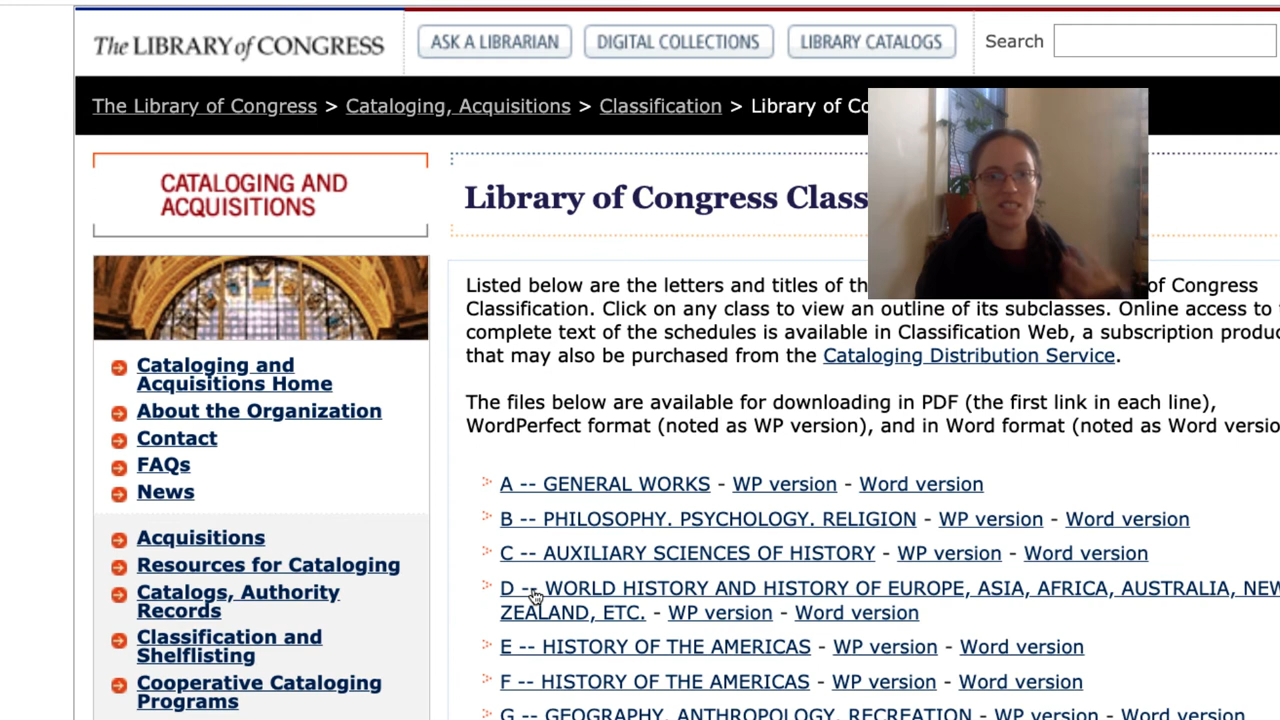 The LIBRARY of CONGRESS
ASK A LIBRARIAN
DIGITAL COLLECTIONS
LIBRARY CATALOGS
Search
The Library of Congress > Cataloging, Acquisitions > Classification > Library of
CATALOGING AND
ACQUISITIONS
Library of Congress
Listed below are the letters and titles of of Congress
Classification. Click on any class to view an outline of its subclasses. Online access to
complete text of the schedules is available in Classification Web, a subscription
that may also be purchased from the Cataloging Distribution Service.
The files below are available for downloading in PDF (the first link in each line),
WordPerfect format (noted as WP version), and in Word format (noted as Word
A -- GENERAL WORKS - WP version - Word version
B -- PHILOSOPHY. PSYCHOLOGY. RELIGION - WP version - Word version
C -- AUXILIARY SCIENCES OF HISTORY - WP version - Word version
D -- WORLD HISTORY AND HISTORY OF EUROPE, ASIA, AFRICA, AUSTRALIA, NEW
ZEALAND, ETC. - WP version - Word version
E -- HISTORY OF THE AMERICAS - WP version - Word version
F -- HISTORY OF THE AMERICAS - WP version - Word version
G -- GEOGRAPHY. ANTHROPOLOGY. RECREATION - WP version - Word version
Cataloging and
Acquisitions Home
About the Organization
Contact
FAQs
News
Acquisitions
Resources for Cataloging
Catalogs, Authority
Records
Classification and
Shelflisting
Cooperative Cataloging
Programs